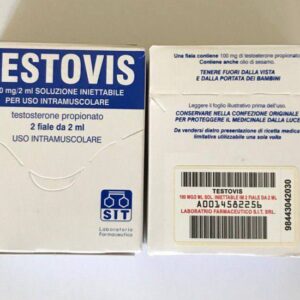 TESTOVIS
0 mg/2 ml SOLUZIONE INIETTABILE
PER USO INTRAMUSCOLARE
testosterone propionato
2 fiale da 2 ml
USO INTRAMUSCOLARE
SIT
Laboratorio
Farmaceutico
Una fiala contiene 100 mg di testosterone propionato
Contiene anche olio di sesamo.
TENERE FUORI DALLA VISTA
E DALLA PORTATA DEI BAMBINI
Leggere il foglio illustrativo prima dell'uso.
CONSERVARE NELLA CONFEZIONE ORIGINALE
PER PROTEGGERE IL MEDICINALE DALLA LUCE
Da vendersi dietro presentazione di ricetta medica
limitativa utilizzabile una sola volta
TESTOVIS
100 MG/2 ML SOL. INIETTABILE IM 2 FIALE DA 2 ML
A014582256
LABORATRIO FARMACEUTICO S.I.T. SRL.
98443042030